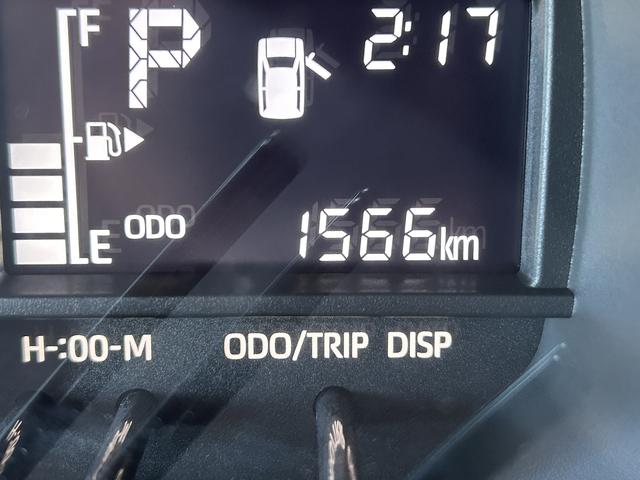 F
P
2:17
ODO
1566km
E
H-:00-M ODO/TRIP DISP